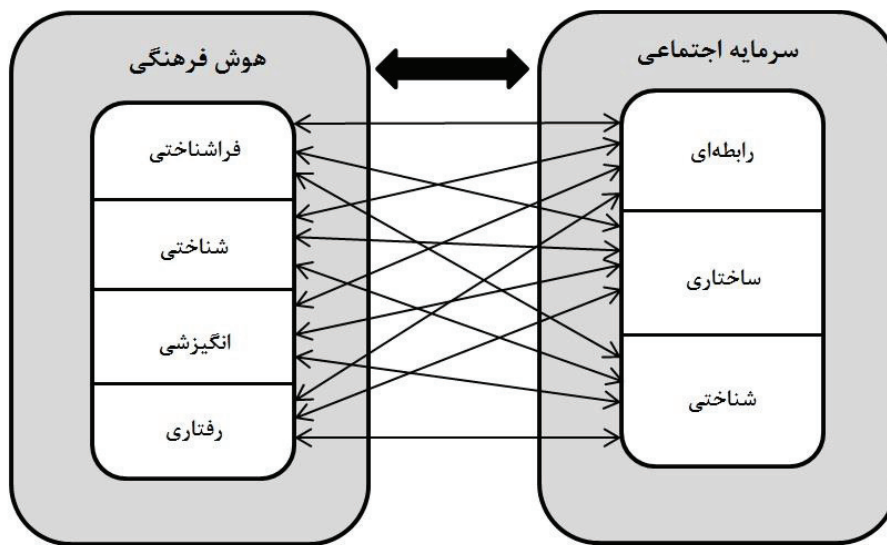 سرمایه اجتماعی
رابطه‌ای
ساختاری
شناختی
هوش فرهنگی
فراشناختی
شناختی
انگیزشی
رفتاری